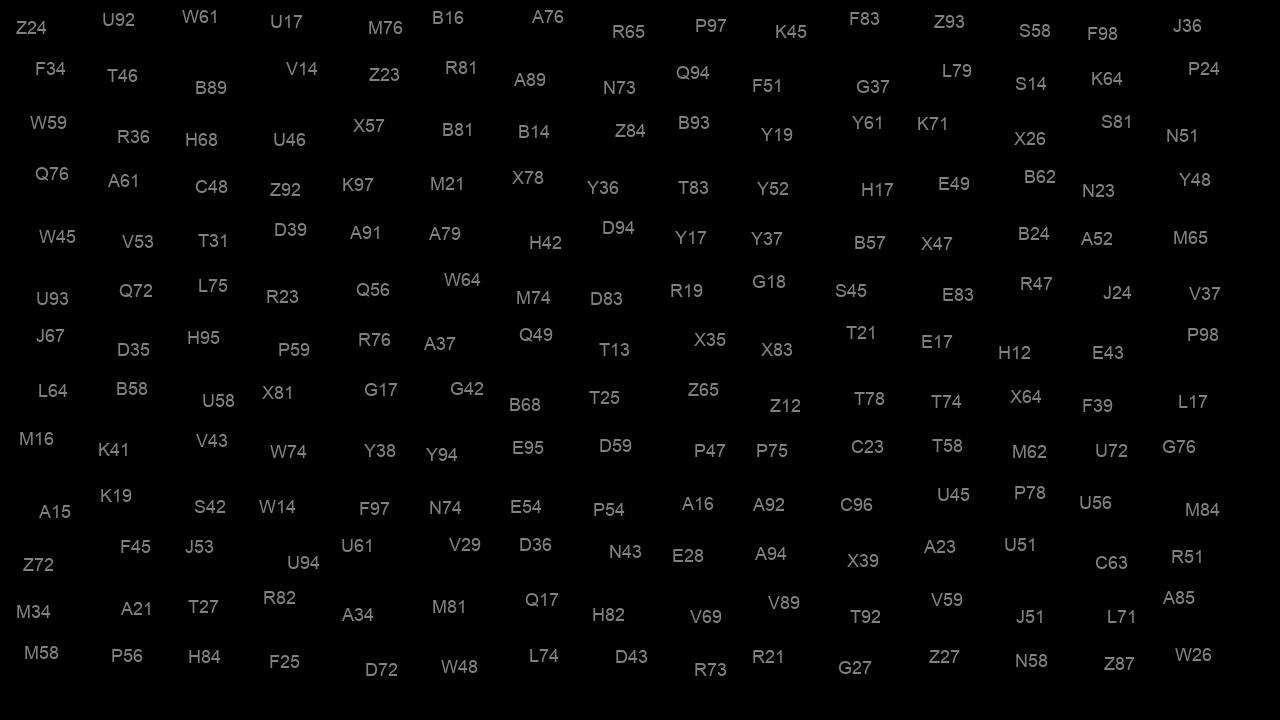 Z24 U92 W61 U17 M76 B16 A76 R65 P97 K45 F83 Z93 S58 F98 J36
F34 T46 B89 V14 Z23 R81 A89 N73 Q94 F51 G37 L79 S14 K64 P24
W59 R36 H68 U46 X57 B81 B14 Z84 B93 Y19 Y61 K71 X26 S81 N51
Q76 A61 C48 Z92 K97 M21 X78 Y36 T83 Y52 H17 E49 B62 N23 Y48
W45 V53 T31 D39 A91 A79 H42 D94 Y17 Y37 B57 X47 B24 A52 M65
U93 Q72 L75 R23 Q56 W64 M74 D83 R19 G18 S45 E83 R47 J24 V37
J67 D35 H95 P59 R76 A37 Q49 T13 X35 X83 T21 E17 H12 E43 P98
L64 B58 U58 X81 G17 G42 B68 T25 Z65 Z12 T78 T74 X64 F39 L17
M16 K41 V43 W74 Y38 Y94 E95 D59 P47 P75 C23 T58 M62 U72 G76
A15 K19 S42 W14 F97 N74 E54 P54 A16 A92 C96 U45 P78 U56 M84
Z72 F45 J53 U94 U61 V29 D36 N43 E28 A94 X39 A23 U51 C63 R51
M34 A21 T27 R82 A34 M81 Q17 H82 V69 V89 T92 V59 J51 L71 A85
M58 P56 H84 F25 D72 W48 L74 D43 R73 R21 G27 Z27 N58 Z87 W26